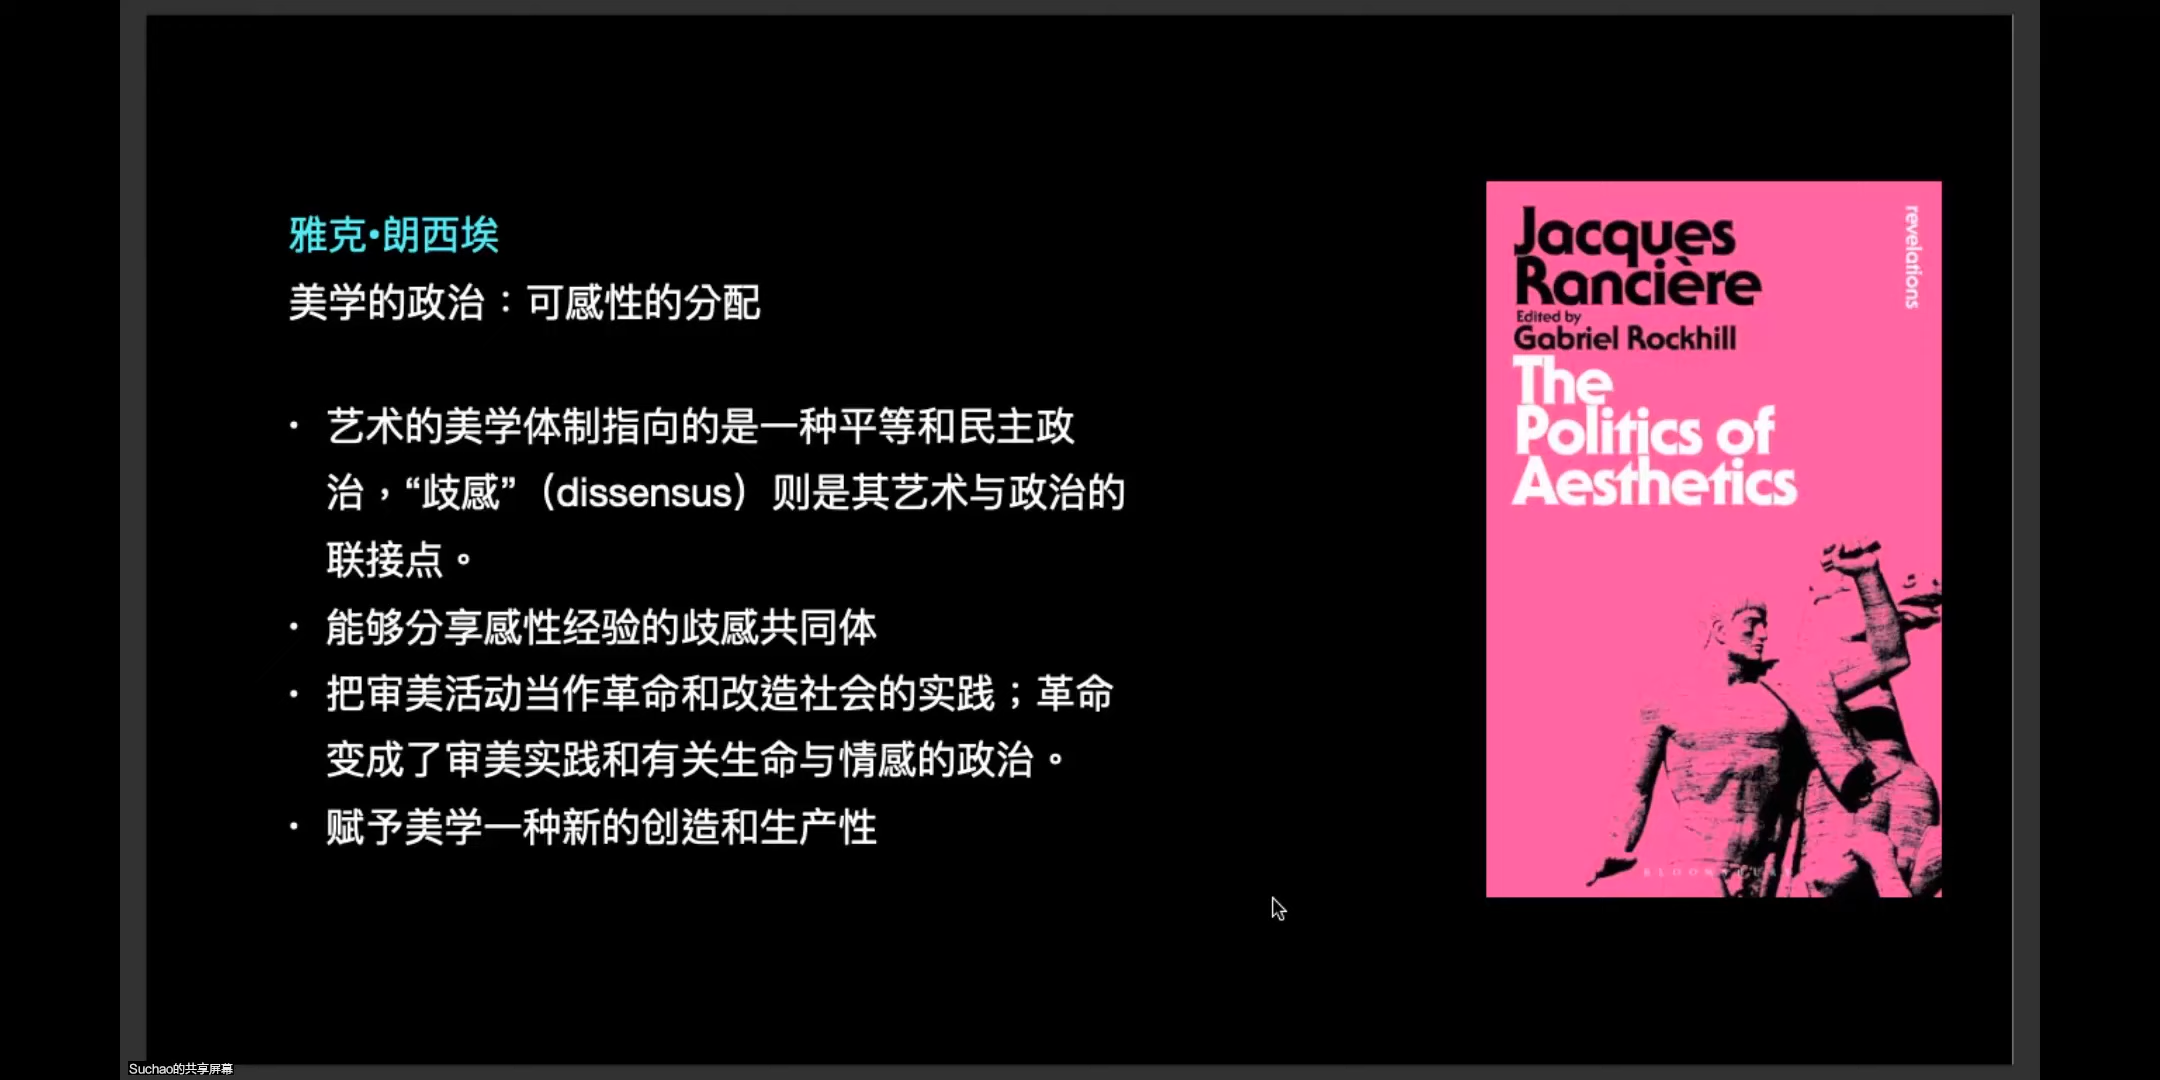 雅克•朗西埃
美学的政治：可感性的分配
• 艺术的美学体制指向的是一种平等和民主政
治，“歧感”（dissensus）则是其艺术与政治的
联接点。
• 能够分享感性经验的歧感共同体
• 把审美活动当作革命和改造社会的实践；革命
变成了审美实践和有关生命与情感的政治。
• 赋予美学一种新的创造和生产性
Jacques
Rancière
Edited by
Gabriel Rockhill
The
Politics of
Aesthetics
revelations
BLOOMSBURY
Suchao的共享屏幕